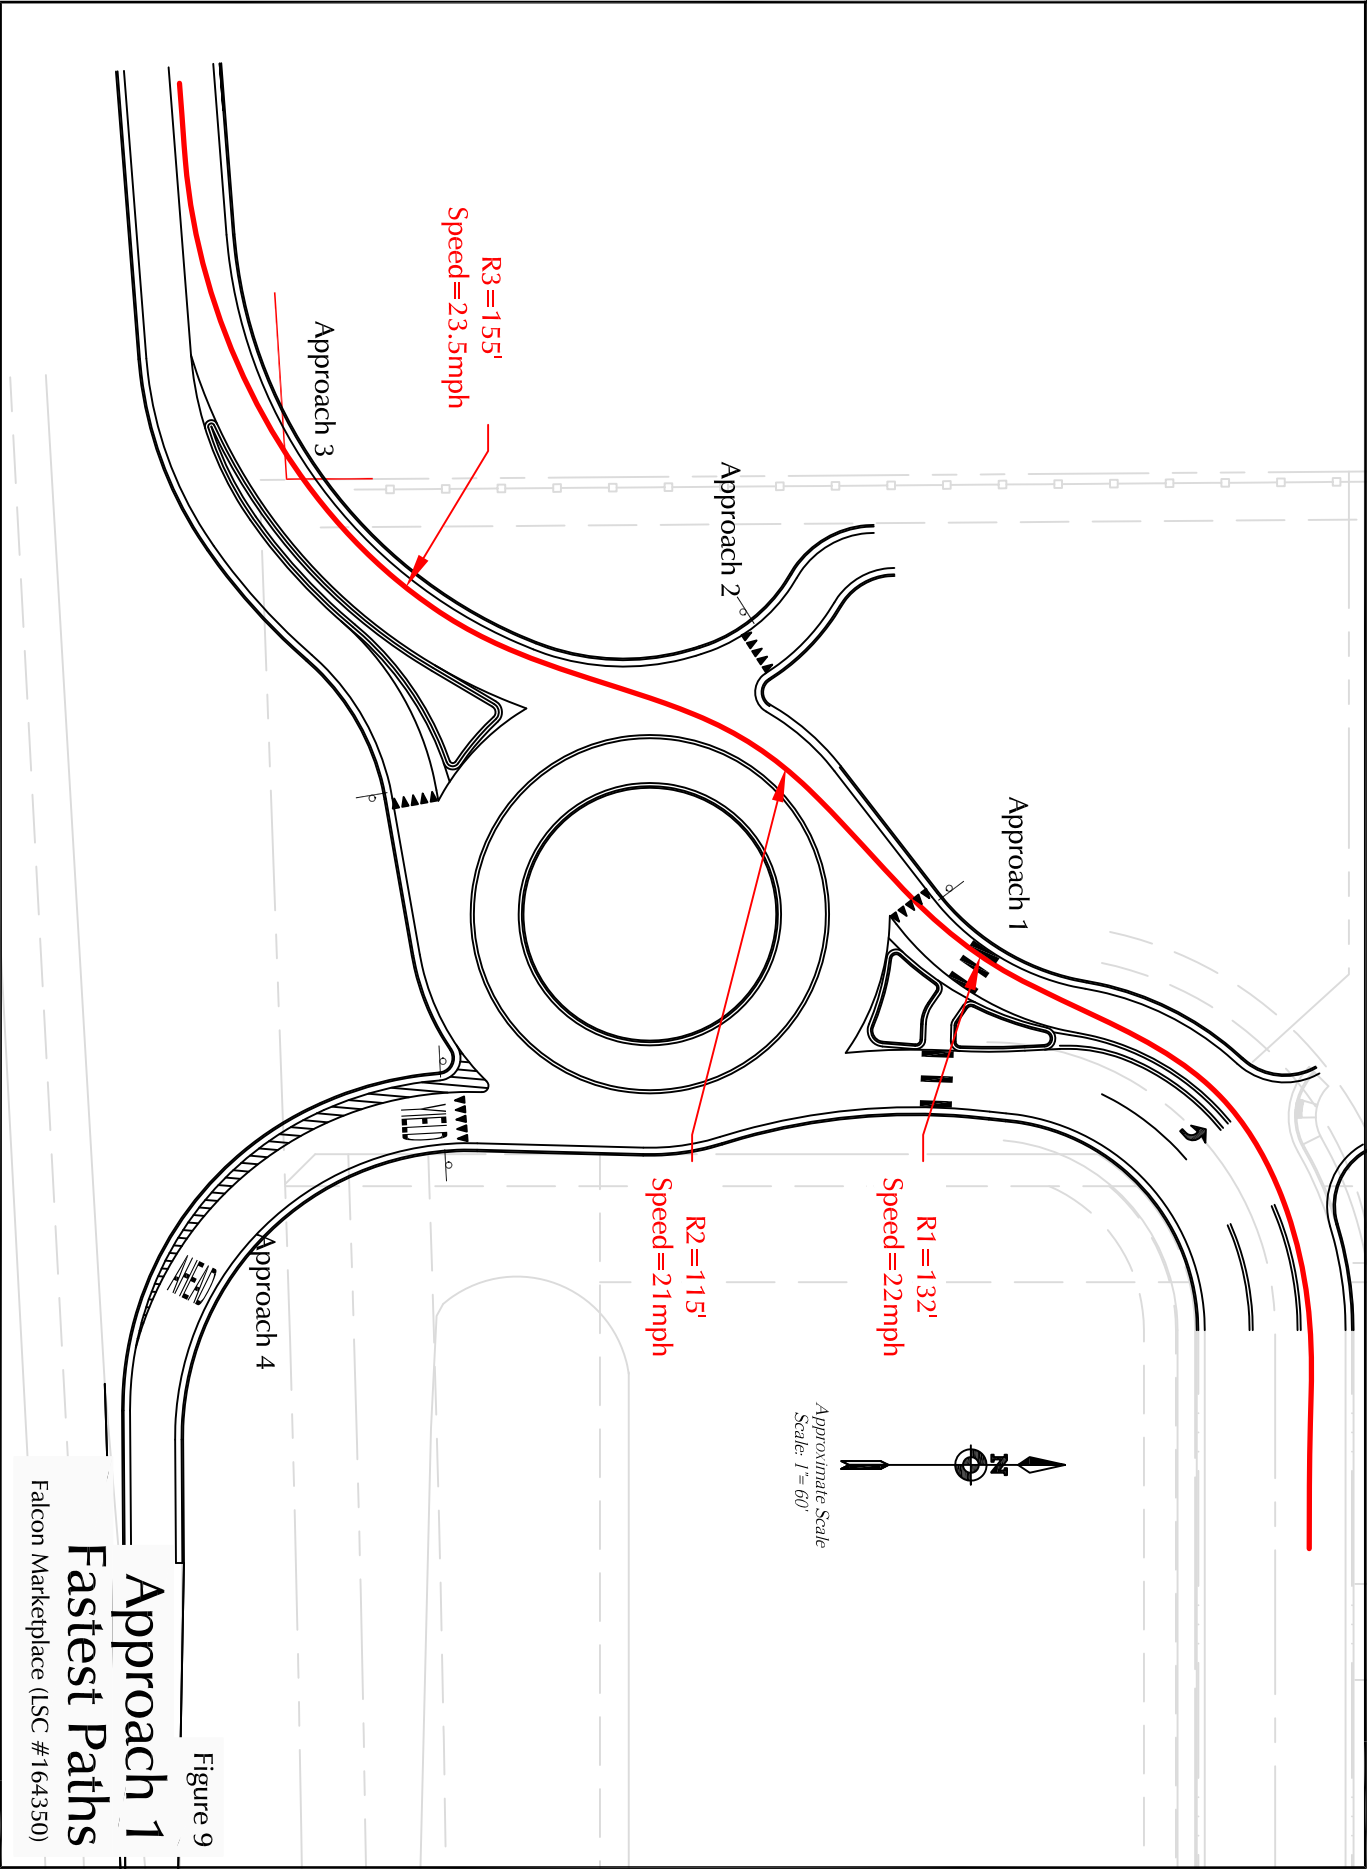 R3=155'
Speed=23.5mph
Approach 3
Approach 2
Approach 1
R1=132'
Speed=22mph
R2=115'
Speed=21mph
Approach 4
YIELD
YIELD
N
Approximate Scale
Scale: 1"= 60'
Figure 9
Approach 1
Fastest Paths
Falcon Marketplace (LSC #164350)